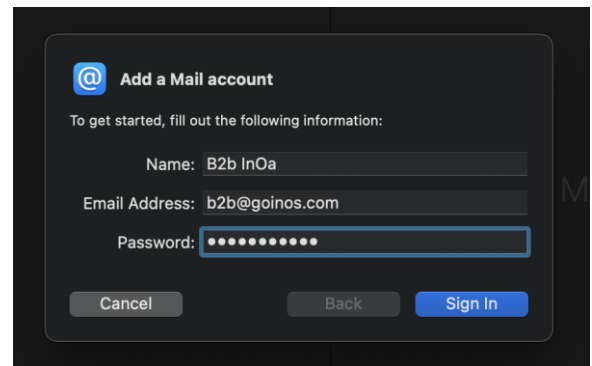 Add a Mail account
To get started, fill out the following information:
Name: B2b InOa
Email Address: b2b@goinos.com
Password: •••••••••••
Cancel Back Sign In
M